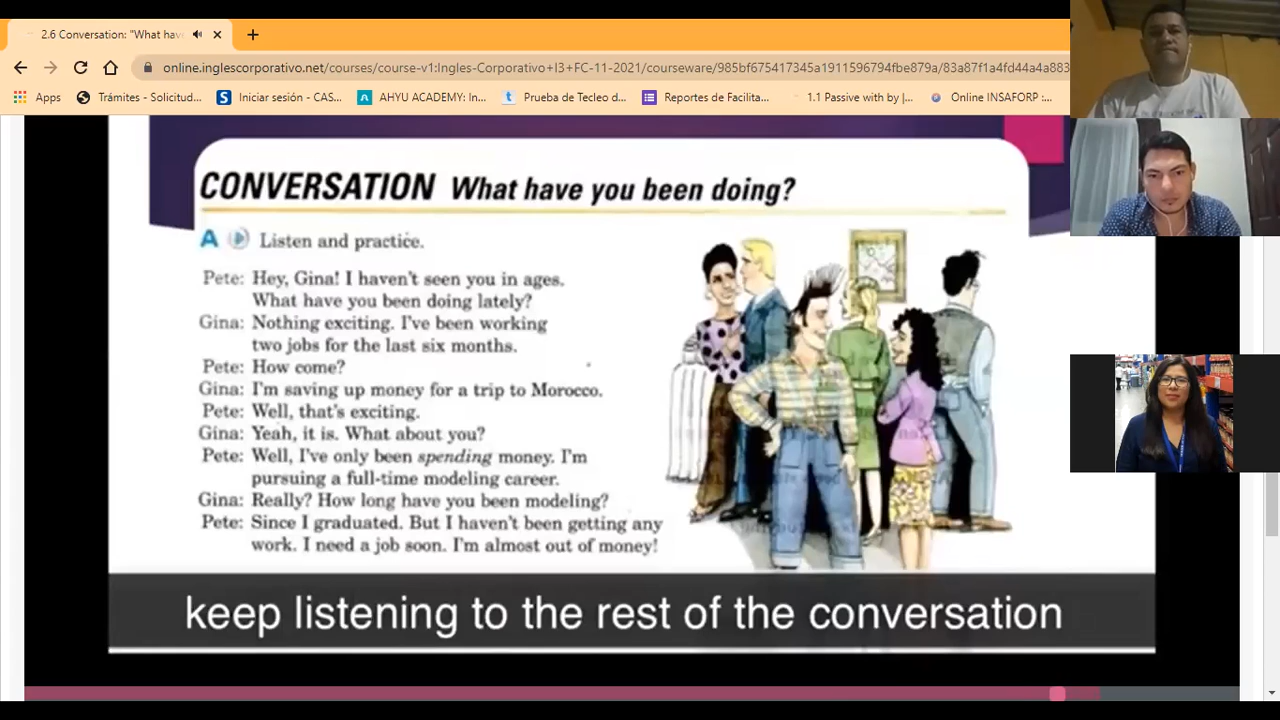 2.6 Conversation: "What hav
online.inglescorporativo.net/courses/course-v1:Ingles-Corporativo+I3+FC-11-2021/courseware/985bf675417345a1911596794fbe879a/83a87f1a4fd44a4a883
Apps Trámites - Solicitud... Iniciar sesión - CAS... AHYU ACADEMY: In... Prueba de Tecleo d... Reportes de Facilita... 1.1 Passive with by |... Online INSAFORP :...
CONVERSATION What have you been doing?
A Listen and practice.
Pete: Hey, Gina! I haven't seen you in ages.
What have you been doing lately?
Gina: Nothing exciting. I've been working
two jobs for the last six months.
Pete: How come?
Gina: I'm saving up money for a trip to Morocco.
Pete: Well, that's exciting.
Gina: Yeah, it is. What about you?
Pete: Well, I've only been spending money. I'm
pursuing a full-time modeling career.
Gina: Really? How long have you been modeling?
Pete: Since I graduated. But I haven't been getting any
work. I need a job soon. I'm almost out of money!
keep listening to the rest of the conversation